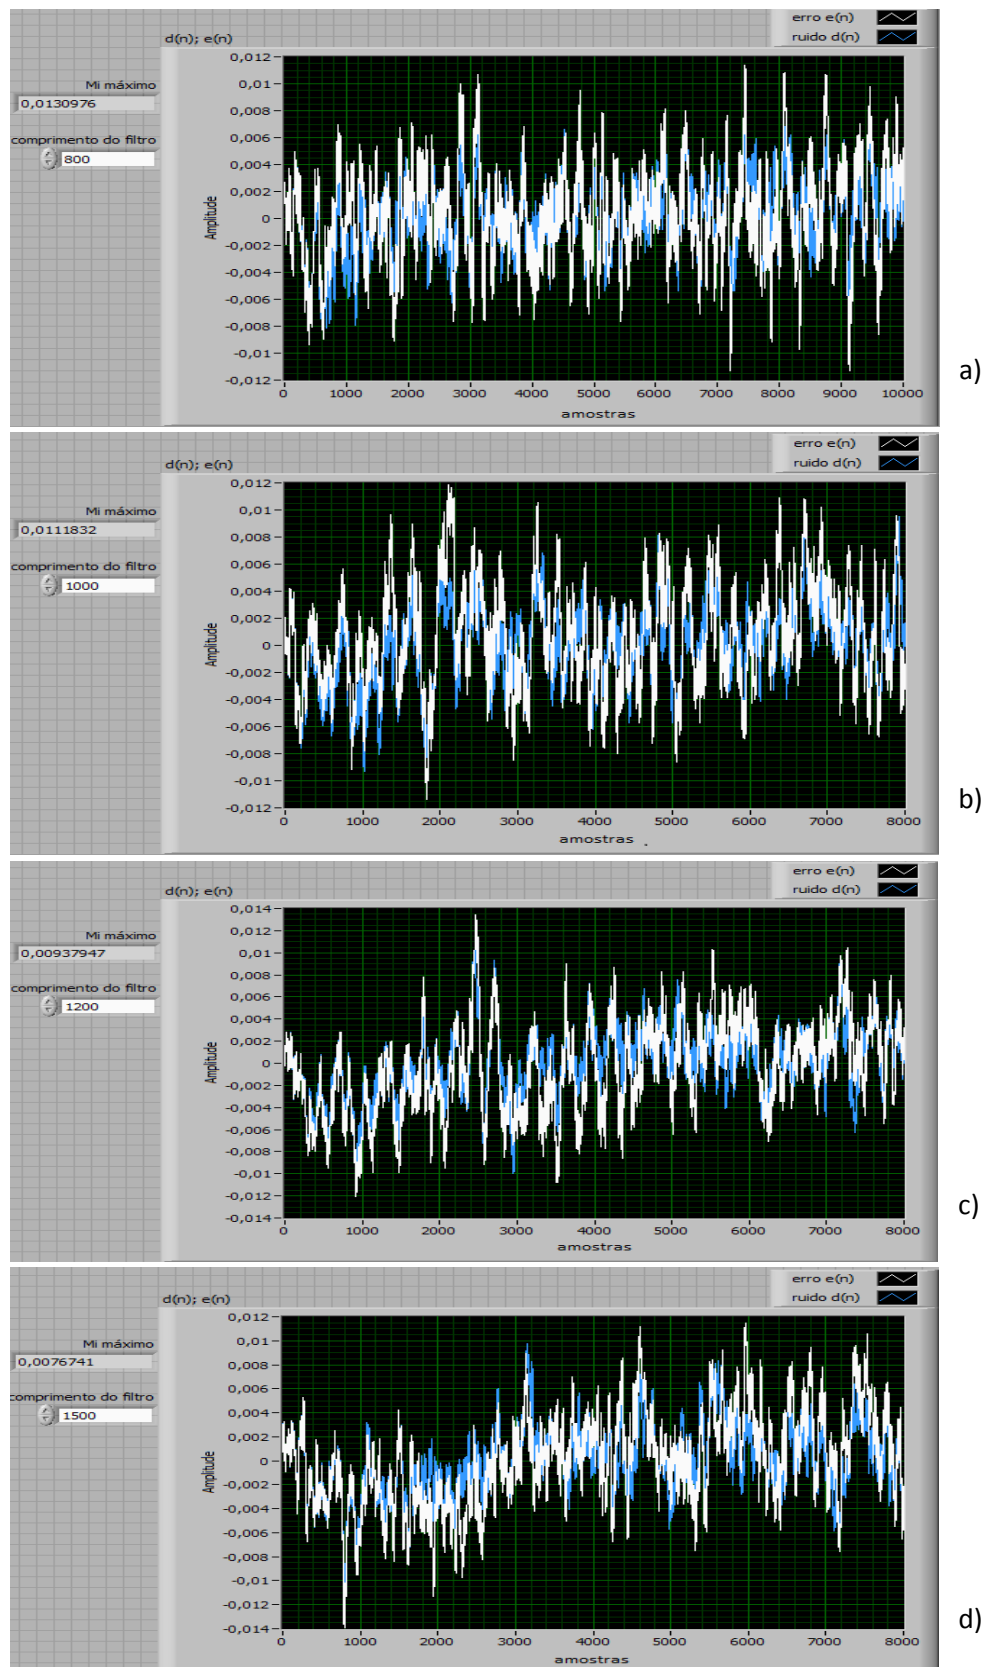 erro e(n)
d(n); e(n)
ruido d(n)
Mi máximo
0,0130976
comprimento do filtro
800
Amplitude
0,012
0,01
0,008
0,006
0,004
0,002
0
-0,002
-0,004
-0,006
-0,008
-0,01
-0,012
0 1000 2000 3000 4000 5000 6000 7000 8000 9000 10000
amostras
a)
erro e(n)
d(n); e(n)
ruido d(n)
Mi máximo
0,0111832
comprimento do filtro
1000
Amplitude
0,012
0,01
0,008
0,006
0,004
0,002
0
-0,002
-0,004
-0,006
-0,008
-0,01
-0,012
0 1000 2000 3000 4000 5000 6000 7000 8000
amostras
b)
erro e(n)
d(n); e(n)
ruido d(n)
Mi máximo
0,00937947
comprimento do filtro
1200
Amplitude
0,014
0,012
0,01
0,008
0,006
0,004
0,002
0
-0,002
-0,004
-0,006
-0,008
-0,01
-0,012
-0,014
0 1000 2000 3000 4000 5000 6000 7000 8000
amostras
c)
erro e(n)
d(n); e(n)
ruido d(n)
Mi máximo
0,0076741
comprimento do filtro
1500
Amplitude
0,012
0,01
0,008
0,006
0,004
0,002
0
-0,002
-0,004
-0,006
-0,008
-0,01
-0,012
-0,014
0 1000 2000 3000 4000 5000 6000 7000 8000
amostras
d)